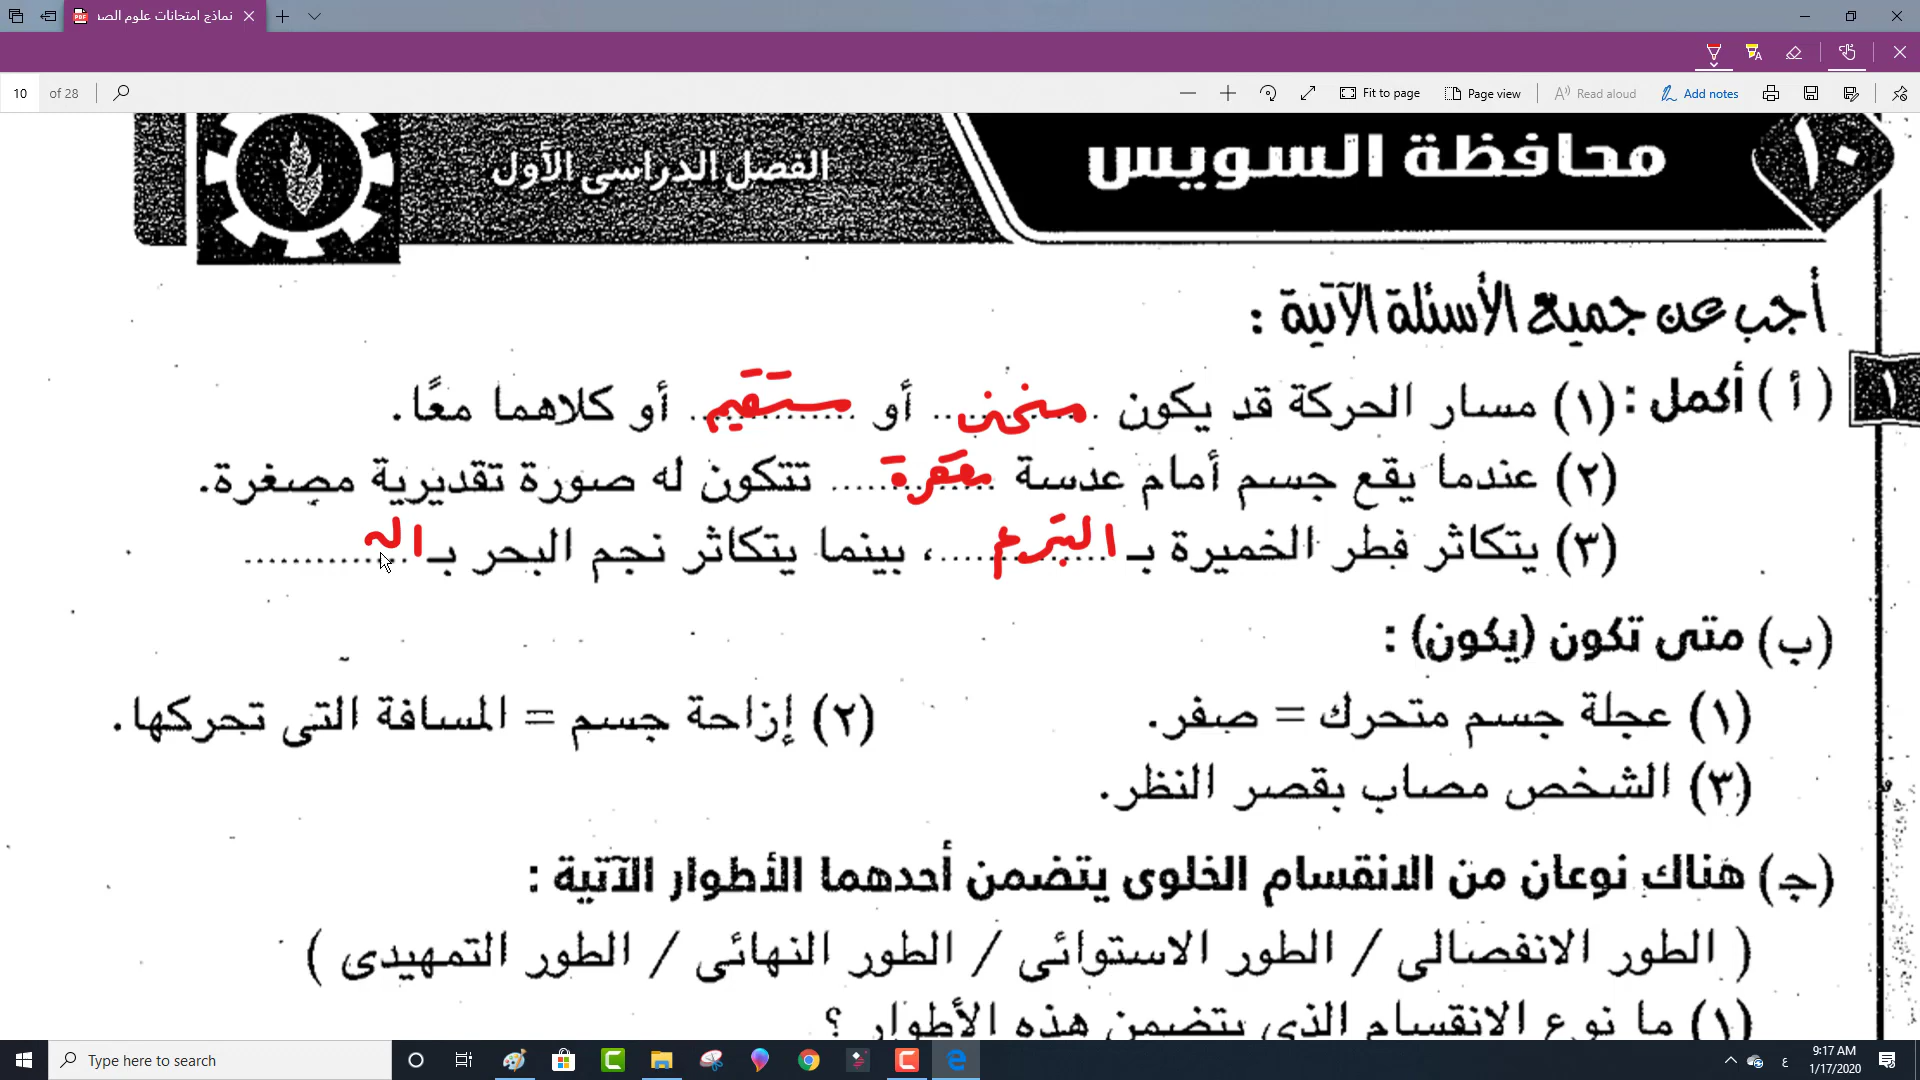 نماذج امتحانات علوم الصف
10 of 28
Fit to page Page view Read aloud Add notes
١٠ محافظة السويس الفصل الدراسى الأول
أجب عن جميع الأسئلة الآتية :
١ (أ) أكمل : (١) مسار الحركة قد يكون منحنى أو مستقيم أو كلاهما معًا.
(٢) عندما يقع جسم أمام عدسة مقعرة تتكون له صورة تقديرية مصغرة.
(٣) يتكاثر فطر الخميرة بـ التبرعم ، بينما يتكاثر نجم البحر بـ ............
(ب) متى تكون (يكون) :
(١) عجلة جسم متحرك = صفر. (٢) إزاحة جسم = المسافة التى تحركها.
(٣) الشخص مصاب بقصر النظر.
(جـ) هناك نوعان من الانقسام الخلوى يتضمن أحدهما الأطوار الآتية :
( الطور الانفصالى / الطور الاستوائى / الطور النهائى / الطور التمهيدى )
(١) ما نوع الانقسام الذى يتضمن هذه الأطوار ؟
Type here to search
ع
9:17 AM
1/17/2020